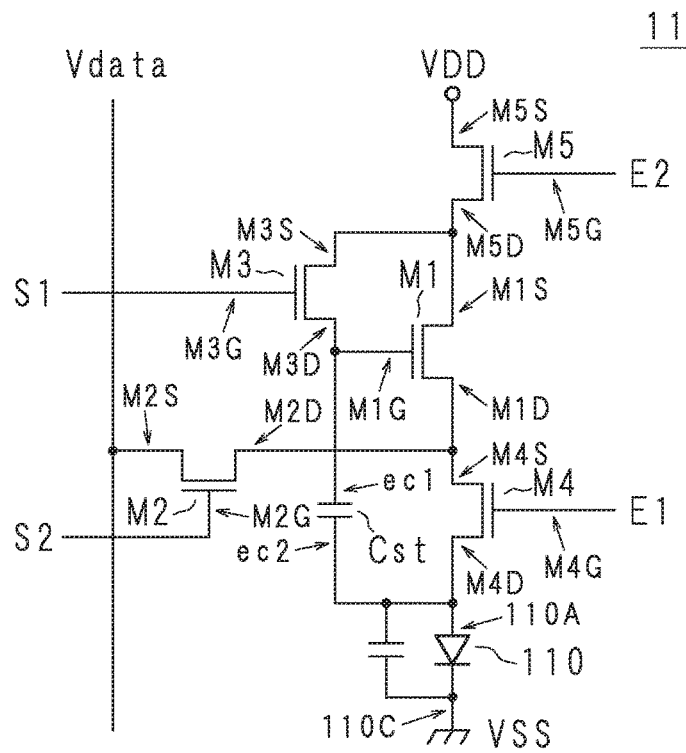 11
Vdata
VDD
M5S
M5
E2
M5G
M5D
M3S
M3
M1
M1S
S1
M3G
M3D
M1G
M1D
M2S
M2D
M4S
ec1
M4
M2
M2G
E1
S2
ec2
Cst
M4G
M4D
110A
110
110C
VSS